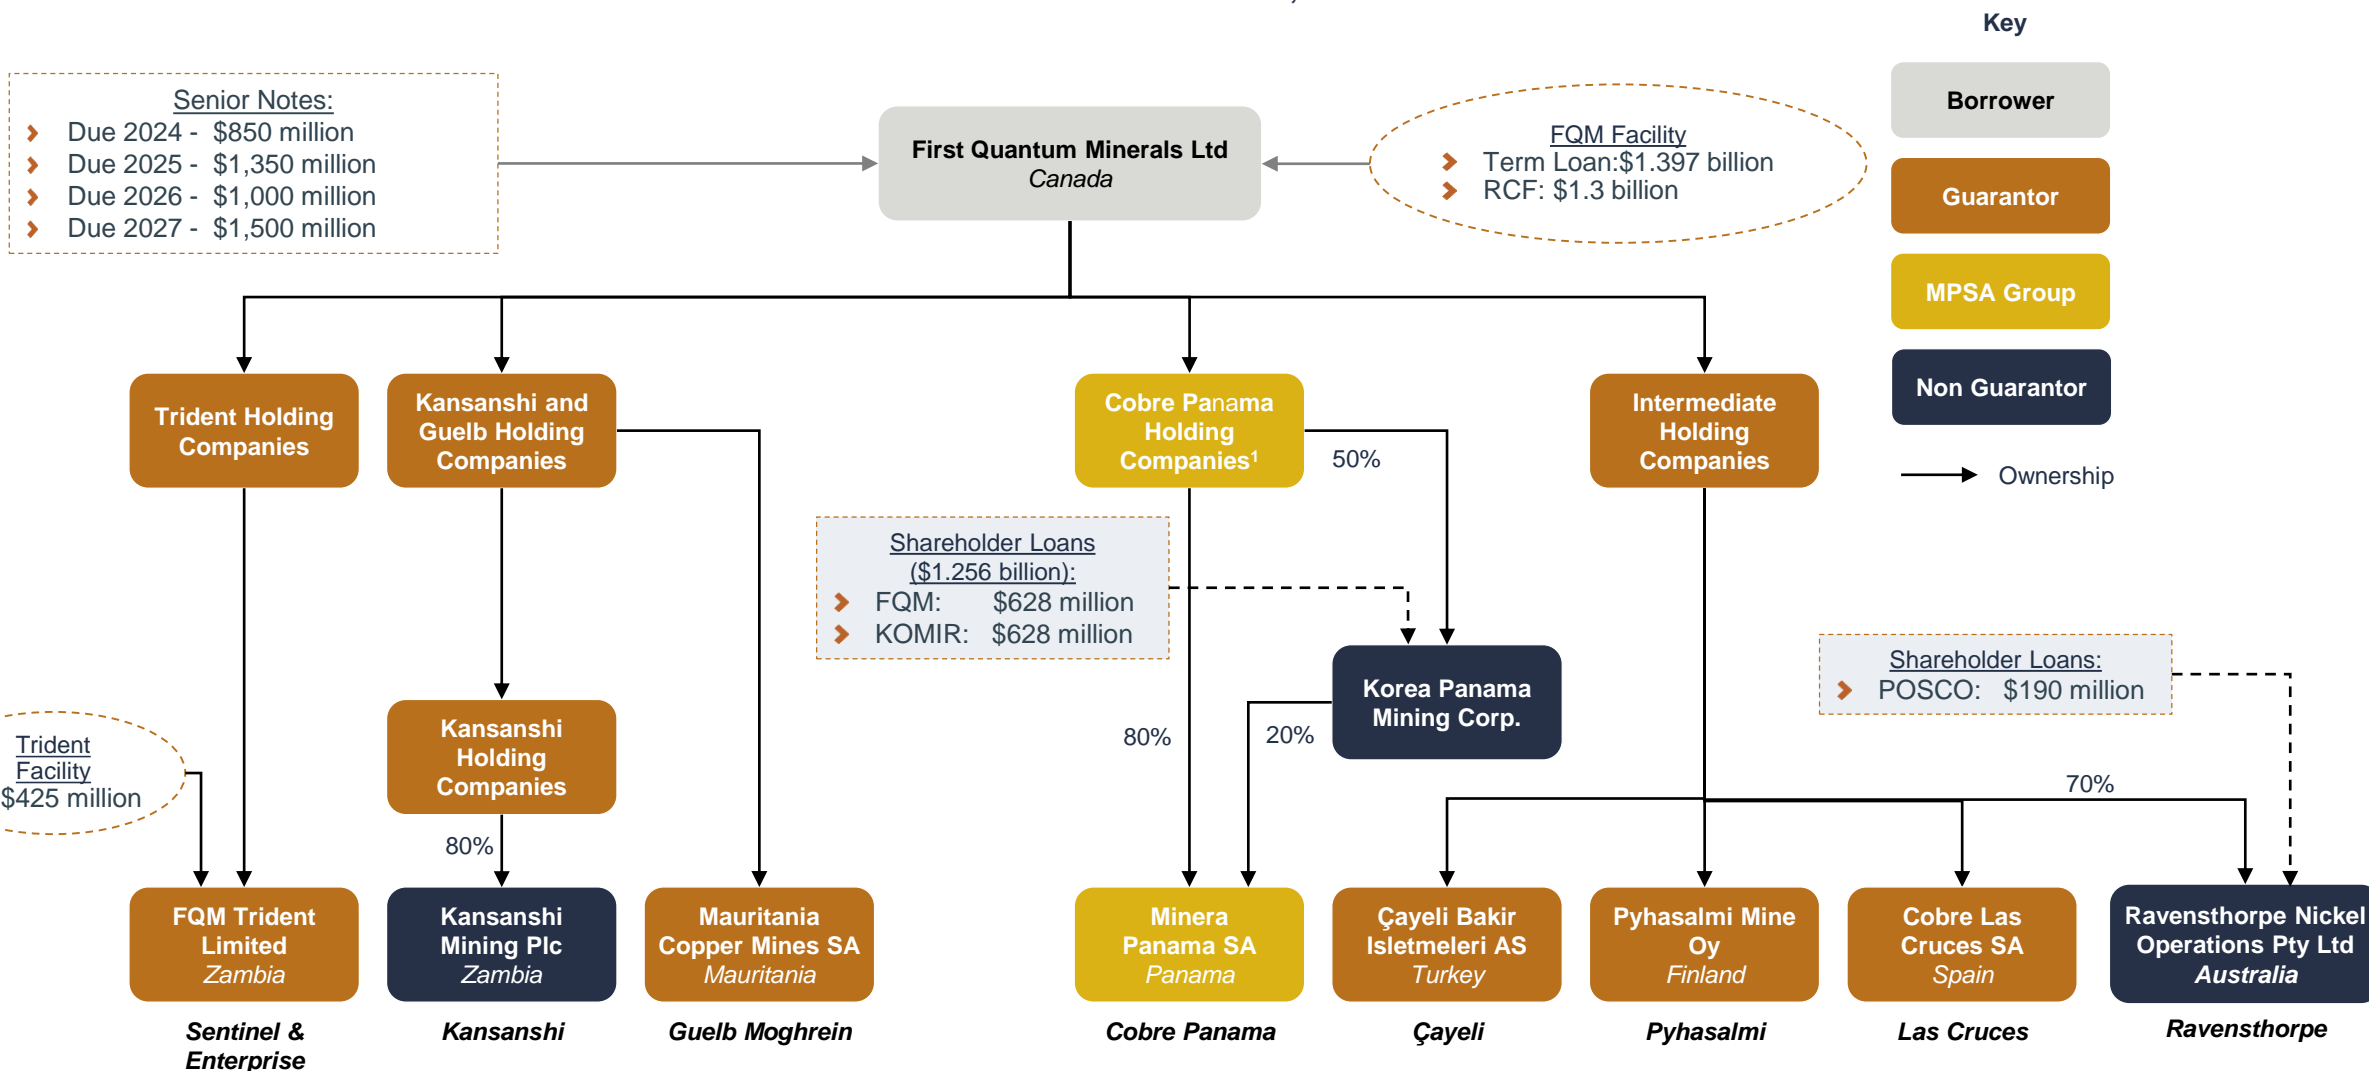 Key
Senior Notes:
Due 2024 - $850 million
Due 2025 - $1,350 million
Due 2026 - $1,000 million
Due 2027 - $1,500 million
First Quantum Minerals Ltd
Canada
FQM Facility
Term Loan:$1.397 billion
RCF: $1.3 billion
Borrower
Guarantor
MPSA Group
Non Guarantor
Ownership
Trident Holding
Companies
Kansanshi and
Guelb Holding
Companies
Cobre Panama
Holding
Companies¹
50%
Intermediate
Holding
Companies
Shareholder Loans
($1.256 billion):
FQM: $628 million
KOMIR: $628 million
Korea Panama
Mining Corp.
Shareholder Loans:
POSCO: $190 million
Trident
Facility
$425 million
Kansanshi
Holding
Companies
80%
80%
20%
70%
FQM Trident
Limited
Zambia
Kansanshi
Mining Plc
Zambia
Mauritania
Copper Mines SA
Mauritania
Minera
Panama SA
Panama
Çayeli Bakir
Isletmeleri AS
Turkey
Pyhasalmi Mine
Oy
Finland
Cobre Las
Cruces SA
Spain
Ravensthorpe Nickel
Operations Pty Ltd
Australia
Sentinel &
Enterprise
Kansanshi
Guelb Moghrein
Cobre Panama
Çayeli
Pyhasalmi
Las Cruces
Ravensthorpe